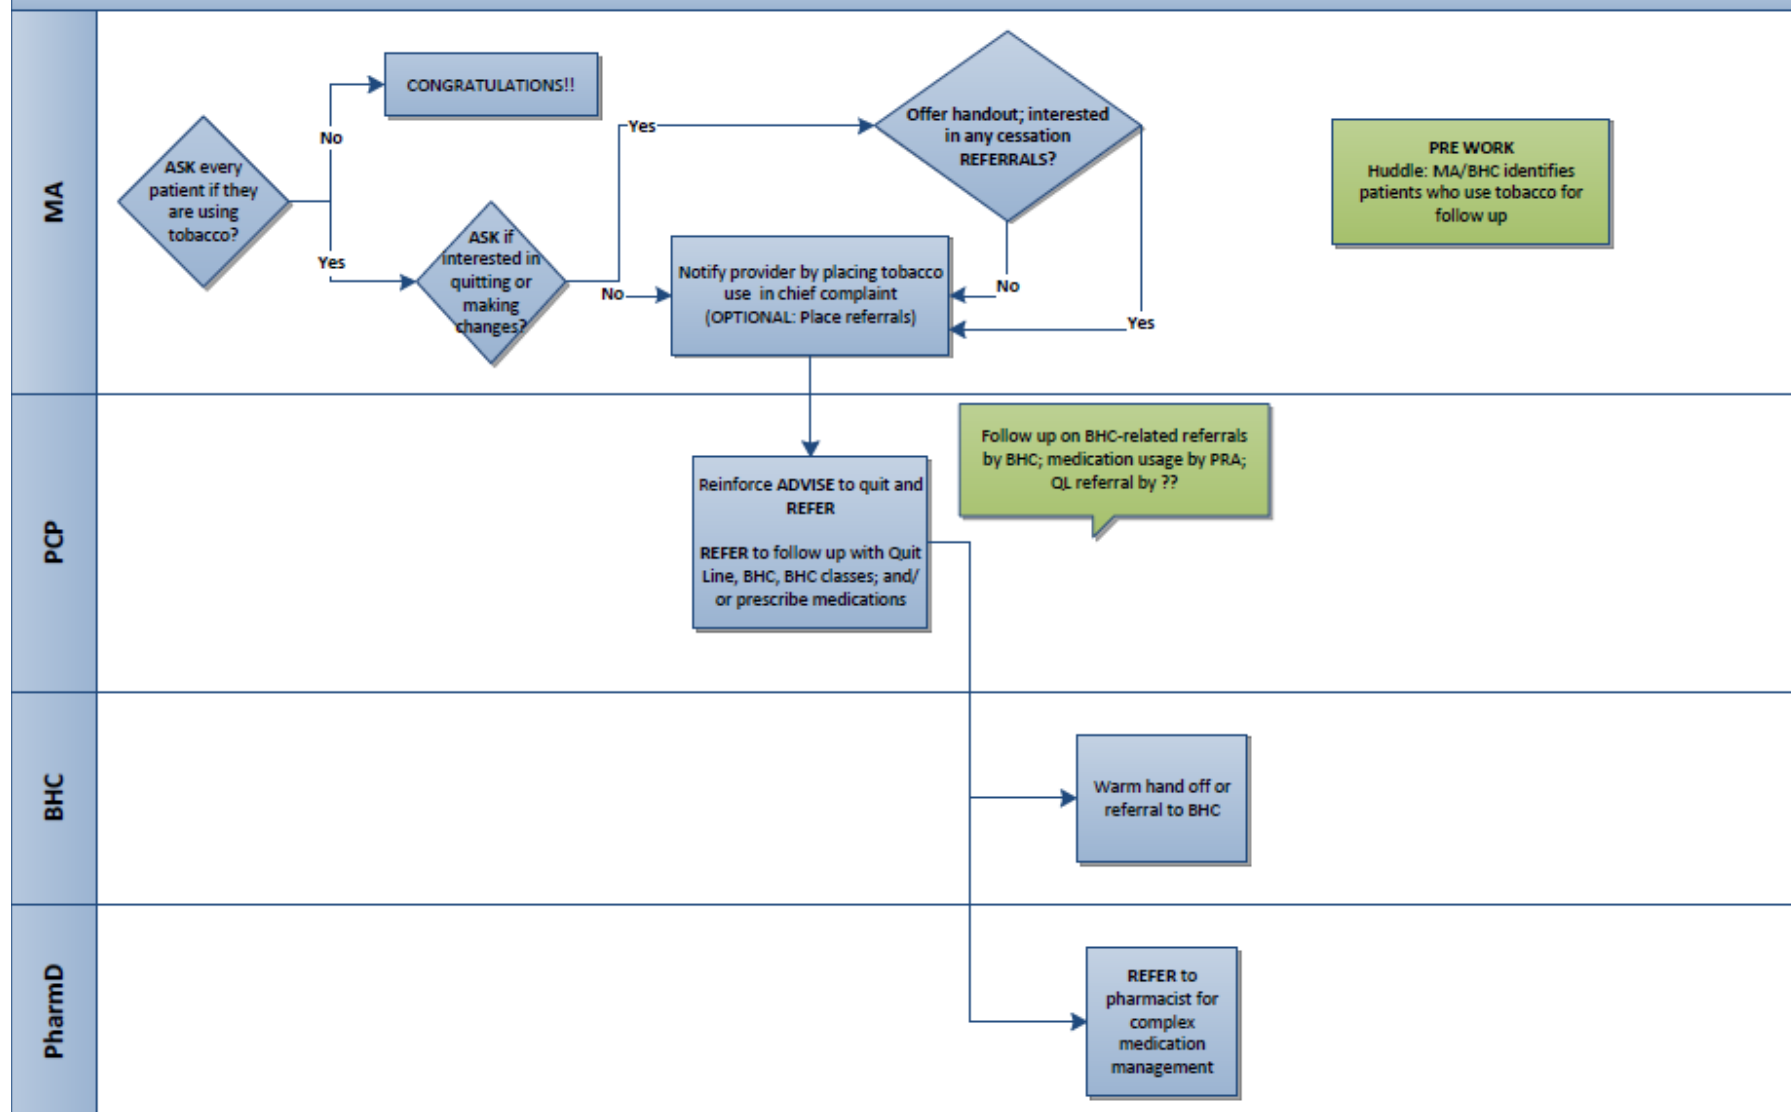 MA
CONGRATULATIONS!!
No
ASK every
patient if they
are using
tobacco?
Yes
ASK if
interested in
quitting or
making
changes?
Yes
No
Offer handout; interested
in any cessation
REFERRALS?
No
Yes
Notify provider by placing tobacco
use in chief complaint
(OPTIONAL: Place referrals)
PRE WORK
Huddle: MA/BHC identifies
patients who use tobacco for
follow up
PCP
Reinforce ADVISE to quit and
REFER
REFER to follow up with Quit
Line, BHC, BHC classes; and/
or prescribe medications
Follow up on BHC-related referrals
by BHC; medication usage by PRA;
QL referral by ??
BHC
Warm hand off or
referral to BHC
PharmD
REFER to
pharmacist for
complex
medication
management